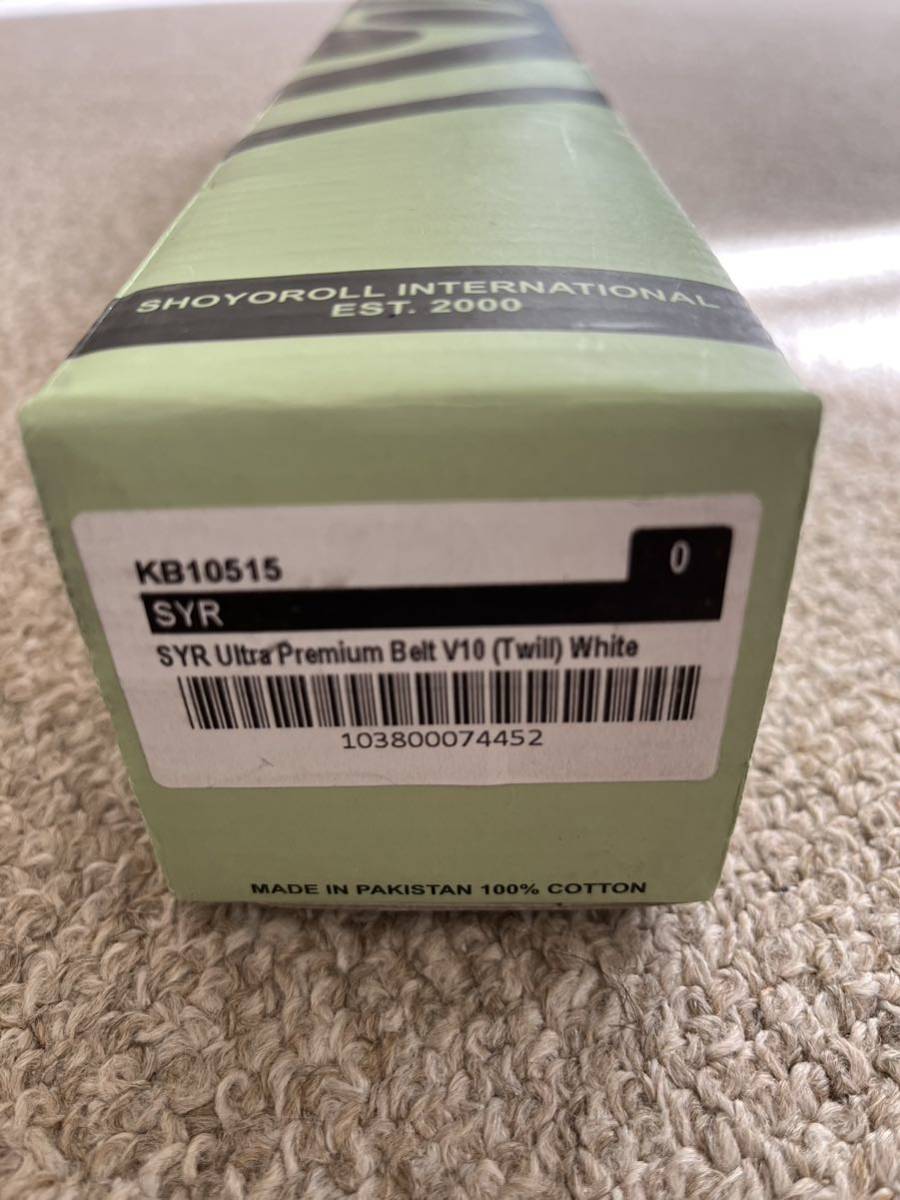 SHOYOROLL INTERNATIONAL
EST. 2000
KB10515
0
SYR
SYR Ultra Premium Belt V10 (Twill) White
103800074452
MADE IN PAKISTAN 100% COTTON